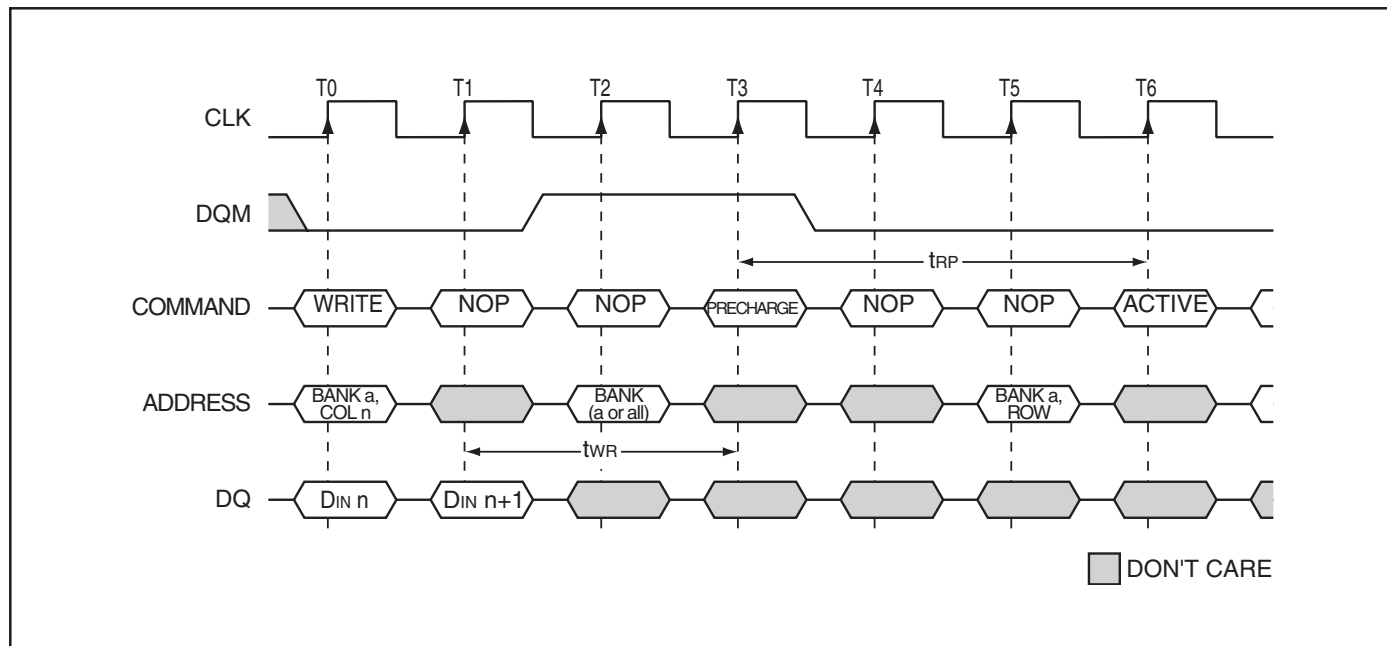 T0 T1 T2 T3 T4 T5 T6
CLK
DQM
tRP
COMMAND WRITE NOP NOP PRECHARGE NOP NOP ACTIVE
ADDRESS BANK a, COL n BANK (a or all) BANK a, ROW
tWR
DQ DIN n DIN n+1
DON'T CARE